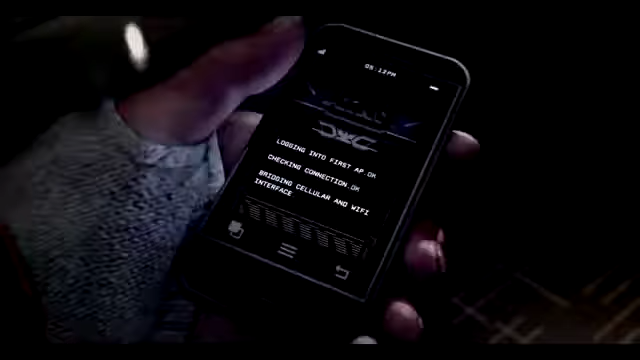 05:12PM
LOGGING INTO FIRST AP.OK
CHECKING CONNECTION.OK
BRIDGING CELLULAR AND WIFI
INTERFACE